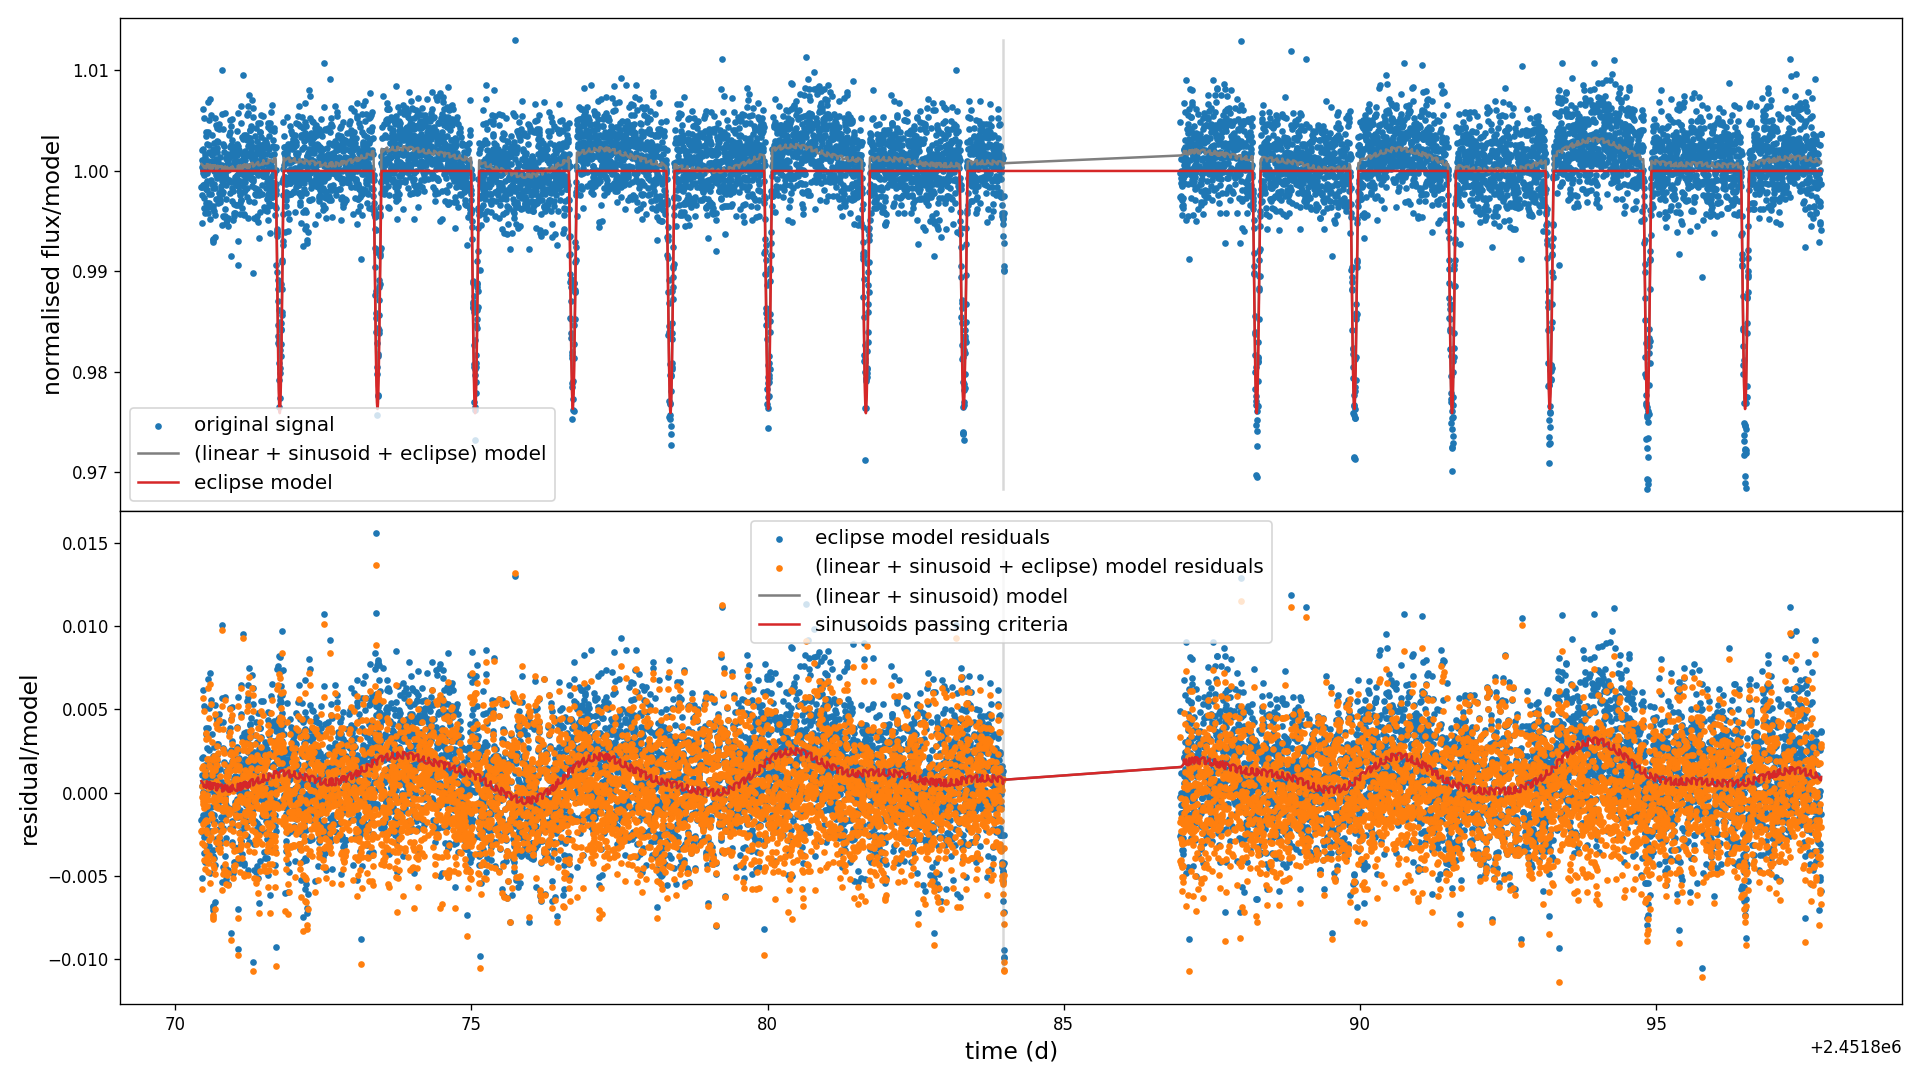 1.01
1.00
0.99
0.98
0.97
normalised flux/model
original signal
(linear + sinusoid + eclipse) model
eclipse model
0.015
0.010
0.005
0.000
−0.005
−0.010
residual/model
eclipse model residuals
(linear + sinusoid + eclipse) model residuals
(linear + sinusoid) model
sinusoids passing criteria
70
75
80
85
90
95
time (d)
+2.4518e6